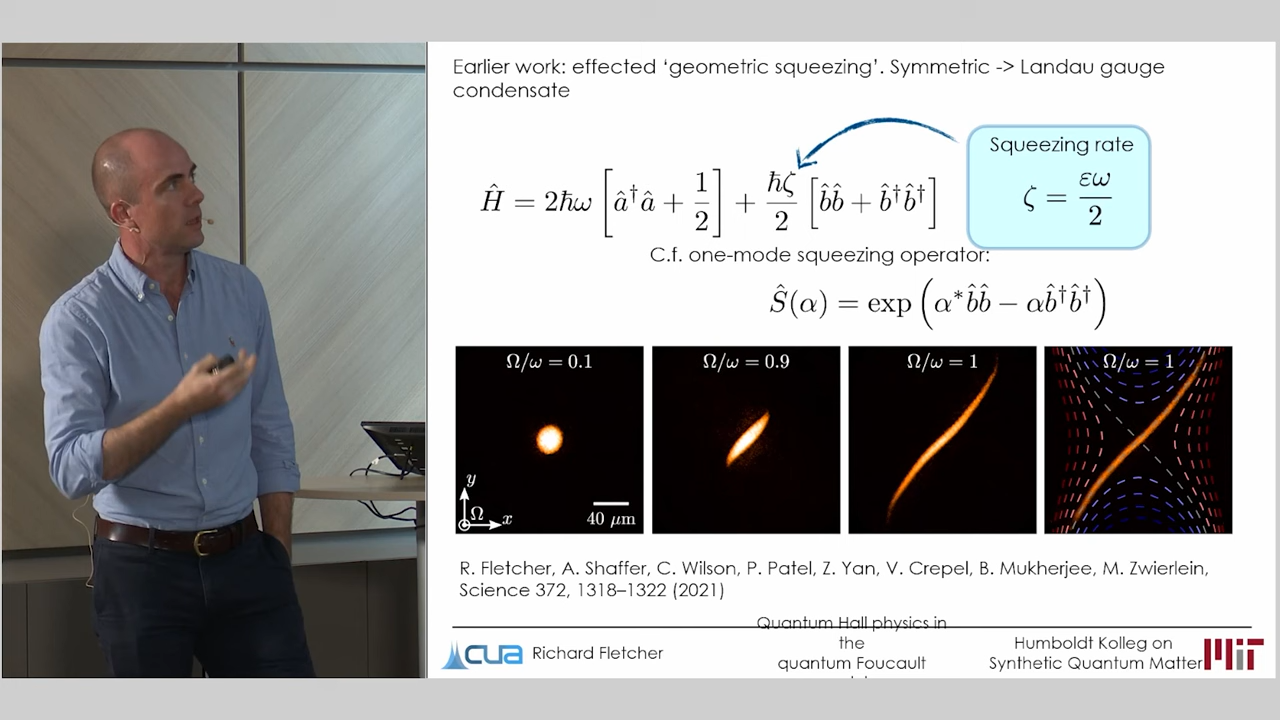 Earlier work: effected ‘geometric squeezing’. Symmetric -> Landau gauge
condensate
Squeezing rate
ζ = εω/2
Ĥ = 2ħω [â†â + 1/2] + ħζ/2 [b̂b̂ + b̂†b̂†]
C.f. one-mode squeezing operator:
Ŝ(α) = exp (α*b̂b̂ − αb̂†b̂†)
Ω/ω = 0.1
Ω/ω = 0.9
Ω/ω = 1
Ω/ω = 1
y
Ω
x
40 μm
R. Fletcher, A. Shaffer, C. Wilson, P. Patel, Z. Yan, V. Crepel, B. Mukherjee, M. Zwierlein,
Science 372, 1318–1322 (2021)
cua
Richard Fletcher
Quantum Hall physics in
the
quantum Foucault
Humboldt Kolleg on
Synthetic Quantum Matter
MIT